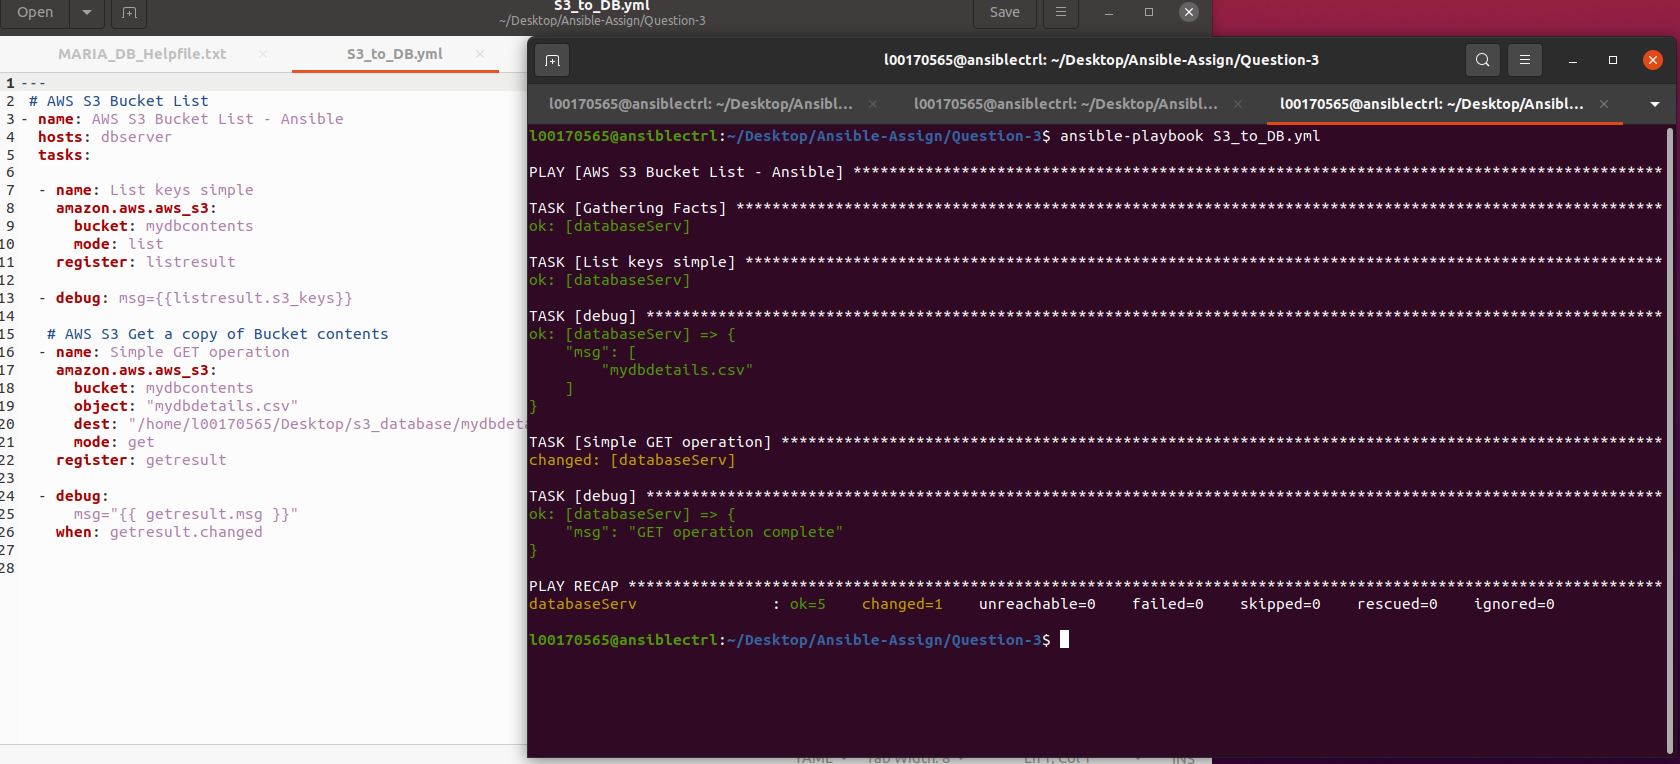 Open
S3_to_DB.yml
~/Desktop/Ansible-Assign/Question-3
Save
MARIA_DB_Helpfile.txt
S3_to_DB.yml
1 ---
2 # AWS S3 Bucket List
3 - name: AWS S3 Bucket List - Ansible
4 hosts: dbserver
5 tasks:
6
7 - name: List keys simple
8 amazon.aws.aws_s3:
9 bucket: mydbcontents
10 mode: list
11 register: listresult
12
13 - debug: msg={{listresult.s3_keys}}
14
15 # AWS S3 Get a copy of Bucket contents
16 - name: Simple GET operation
17 amazon.aws.aws_s3:
18 bucket: mydbcontents
19 object: "mydbdetails.csv"
20 dest: "/home/l00170565/Desktop/s3_database/mydbdeta
21 mode: get
22 register: getresult
23
24 - debug:
25 msg="{{ getresult.msg }}"
26 when: getresult.changed
27
28
l00170565@ansiblectrl: ~/Desktop/Ansible-Assign/Question-3
l00170565@ansiblectrl: ~/Desktop/Ansibl...
l00170565@ansiblectrl: ~/Desktop/Ansibl...
l00170565@ansiblectrl: ~/Desktop/Ansibl...
l00170565@ansiblectrl:~/Desktop/Ansible-Assign/Question-3$ ansible-playbook S3_to_DB.yml
PLAY [AWS S3 Bucket List - Ansible] ******************************************************************************************
TASK [Gathering Facts] *******************************************************************************************************
ok: [databaseServ]
TASK [List keys simple] ******************************************************************************************************
ok: [databaseServ]
TASK [debug] *****************************************************************************************************************
ok: [databaseServ] => {
"msg": [
"mydbdetails.csv"
]
}
TASK [Simple GET operation] **************************************************************************************************
changed: [databaseServ]
TASK [debug] *****************************************************************************************************************
ok: [databaseServ] => {
"msg": "GET operation complete"
}
PLAY RECAP *******************************************************************************************************************
databaseServ : ok=5 changed=1 unreachable=0 failed=0 skipped=0 rescued=0 ignored=0
l00170565@ansiblectrl:~/Desktop/Ansible-Assign/Question-3$
YAML Tab Width: 8 Ln 1, Col 1 INS